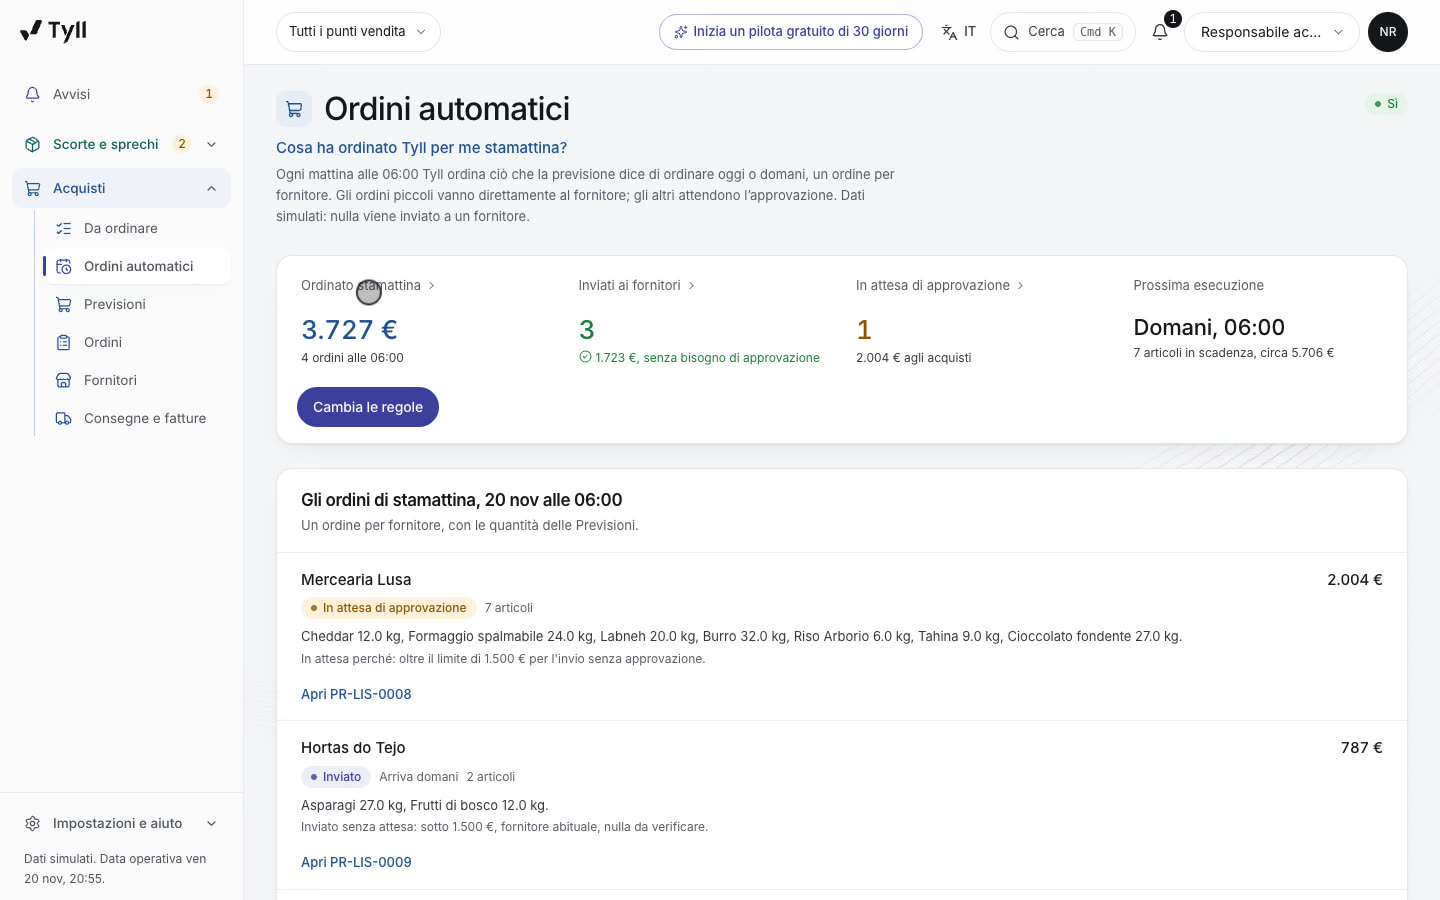 Tyll
Tutti i punti vendita
Inizia un pilota gratuito di 30 giorni
IT
Cerca
Cmd K
1
Responsabile ac...
NR
Avvisi
1
Scorte e sprechi
2
Acquisti
Da ordinare
Ordini automatici
Previsioni
Ordini
Fornitori
Consegne e fatture
Impostazioni e aiuto
Dati simulati. Data operativa ven
20 nov, 20:55.
Ordini automatici
Sì
Cosa ha ordinato Tyll per me stamattina?
Ogni mattina alle 06:00 Tyll ordina ciò che la previsione dice di ordinare oggi o domani, un ordine per
fornitore. Gli ordini piccoli vanno direttamente al fornitore; gli altri attendono l’approvazione. Dati
simulati: nulla viene inviato a un fornitore.
Ordinato stamattina
3.727 €
4 ordini alle 06:00
Inviati ai fornitori
3
1.723 €, senza bisogno di approvazione
In attesa di approvazione
1
2.004 € agli acquisti
Prossima esecuzione
Domani, 06:00
7 articoli in scadenza, circa 5.706 €
Cambia le regole
Gli ordini di stamattina, 20 nov alle 06:00
Un ordine per fornitore, con le quantità delle Previsioni.
Mercearia Lusa
2.004 €
In attesa di approvazione
7 articoli
Cheddar 12.0 kg, Formaggio spalmabile 24.0 kg, Labneh 20.0 kg, Burro 32.0 kg, Riso Arborio 6.0 kg, Tahina 9.0 kg, Cioccolato fondente 27.0 kg.
In attesa perché: oltre il limite di 1.500 € per l'invio senza approvazione.
Apri PR-LIS-0008
Hortas do Tejo
787 €
Inviato
Arriva domani
2 articoli
Asparagi 27.0 kg, Frutti di bosco 12.0 kg.
Inviato senza attesa: sotto 1.500 €, fornitore abituale, nulla da verificare.
Apri PR-LIS-0009